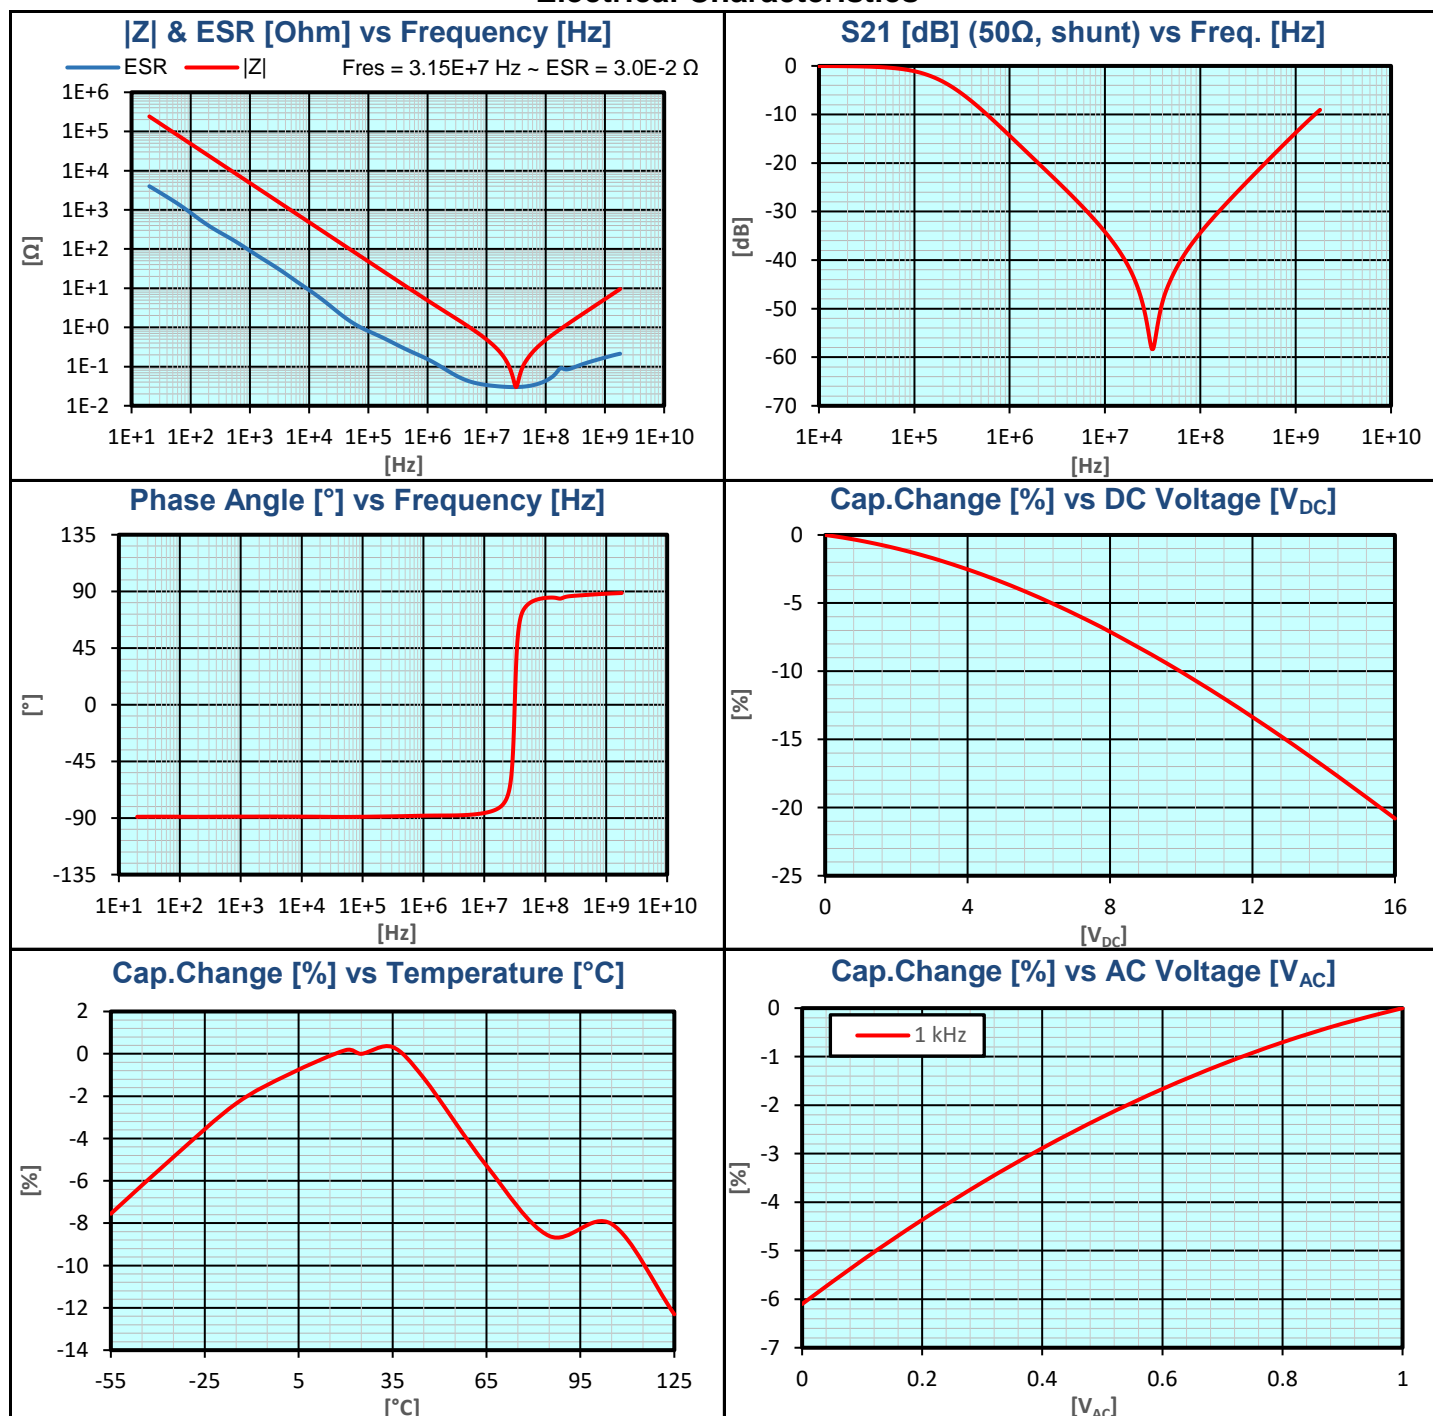 |Z| & ESR [Ohm] vs Frequency [Hz]
ESR |Z| Fres = 3.15E+7 Hz ~ ESR = 3.0E-2 Ω
1E+6
1E+5
1E+4
1E+3
1E+2
1E+1
1E+0
1E-1
1E-2
[Ω]
1E+1 1E+2 1E+3 1E+4 1E+5 1E+6 1E+7 1E+8 1E+9 1E+10
[Hz]
S21 [dB] (50Ω, shunt) vs Freq. [Hz]
0
-10
-20
-30
-40
-50
-60
-70
[dB]
1E+4 1E+5 1E+6 1E+7 1E+8 1E+9 1E+10
[Hz]
Phase Angle [°] vs Frequency [Hz]
135
90
45
0
-45
-90
-135
[°]
1E+1 1E+2 1E+3 1E+4 1E+5 1E+6 1E+7 1E+8 1E+9 1E+10
[Hz]
Cap.Change [%] vs DC Voltage [VDC]
0
-5
-10
-15
-20
-25
[%]
0 4 8 12 16
[VDC]
Cap.Change [%] vs Temperature [°C]
2
0
-2
-4
-6
-8
-10
-12
-14
[%]
-55 -25 5 35 65 95 125
[°C]
Cap.Change [%] vs AC Voltage [VAC]
1 kHz
0
-1
-2
-3
-4
-5
-6
-7
[%]
0 0.2 0.4 0.6 0.8 1
[VAC]